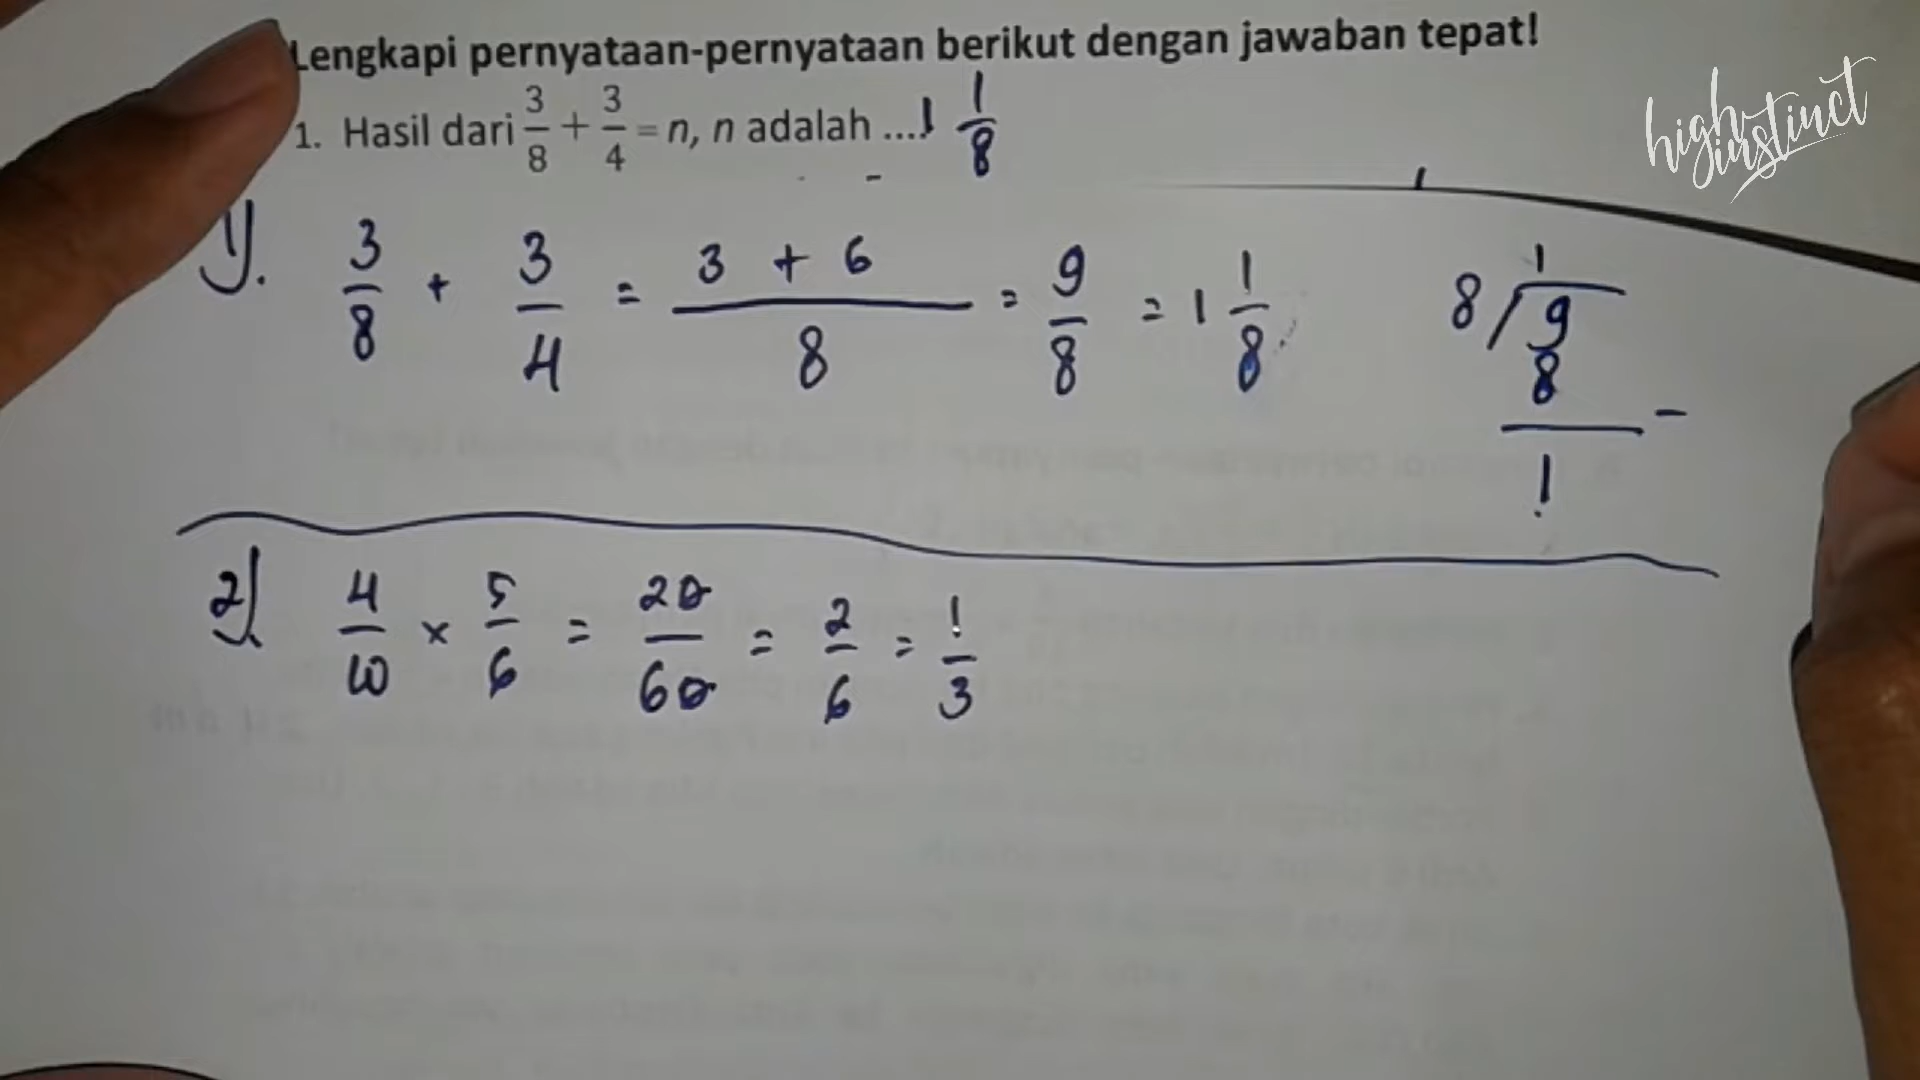 Lengkapi pernyataan-pernyataan berikut dengan jawaban tepat!
1. Hasil dari 3/8 + 3/4 = n, n adalah .... 1 1/8
high instinct
1). 3/8 + 3/4 = 3 + 6 / 8 = 9/8 = 1 1/8
1
8 / 9
8 -
1
2). 4/10 × 5/6 = 20/60 = 2/6 = 1/3